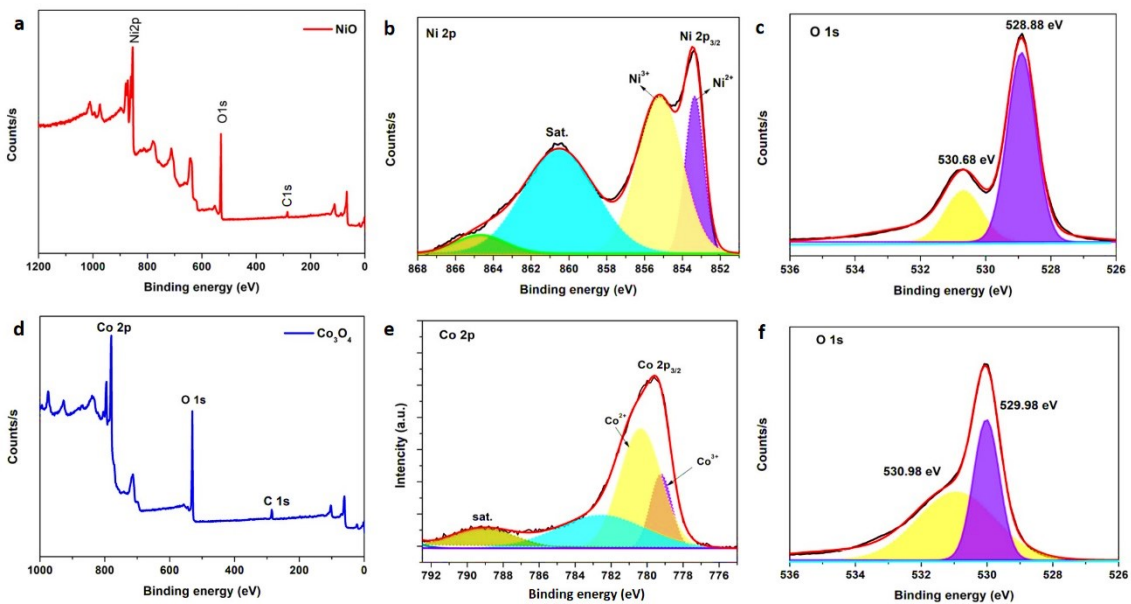 a
NiO
Ni2p
O1s
C1s
Counts/s
1200 1000 800 600 400 200 0
Binding energy (eV)
b
Ni 2p
Ni 2p₃/₂
Ni³⁺
Ni²⁺
Sat.
Counts/s
868 866 864 862 860 858 856 854 852
Binding energy (eV)
c
O 1s
528.88 eV
530.68 eV
Counts/s
536 534 532 530 528 526
Binding energy (eV)
d
Co₃O₄
Co 2p
O 1s
C 1s
Counts/s
1000 800 600 400 200 0
Binding energy (eV)
e
Co 2p
Co 2p₃/₂
Co²⁺
Co³⁺
sat.
Intencity (a.u.)
792 790 788 786 784 782 780 778 776
Binding energy (eV)
f
O 1s
529.98 eV
530.98 eV
Counts/s
536 534 532 530 528 526
Binding energy (eV)